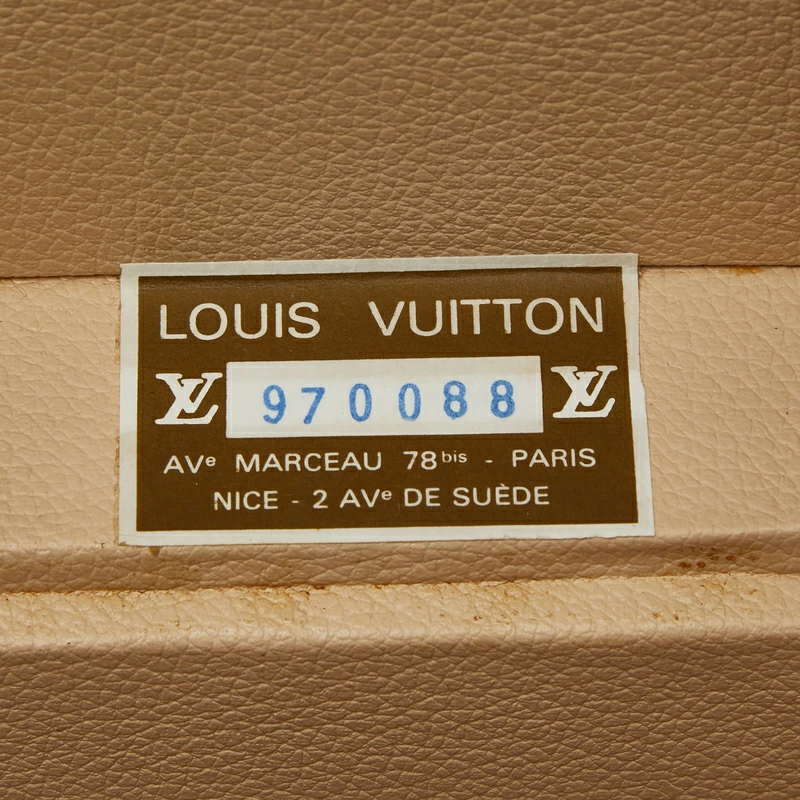 LOUIS VUITTON
LV 970088 LV
AVe MARCEAU 78bis - PARIS
NICE - 2 AVe DE SUÈDE